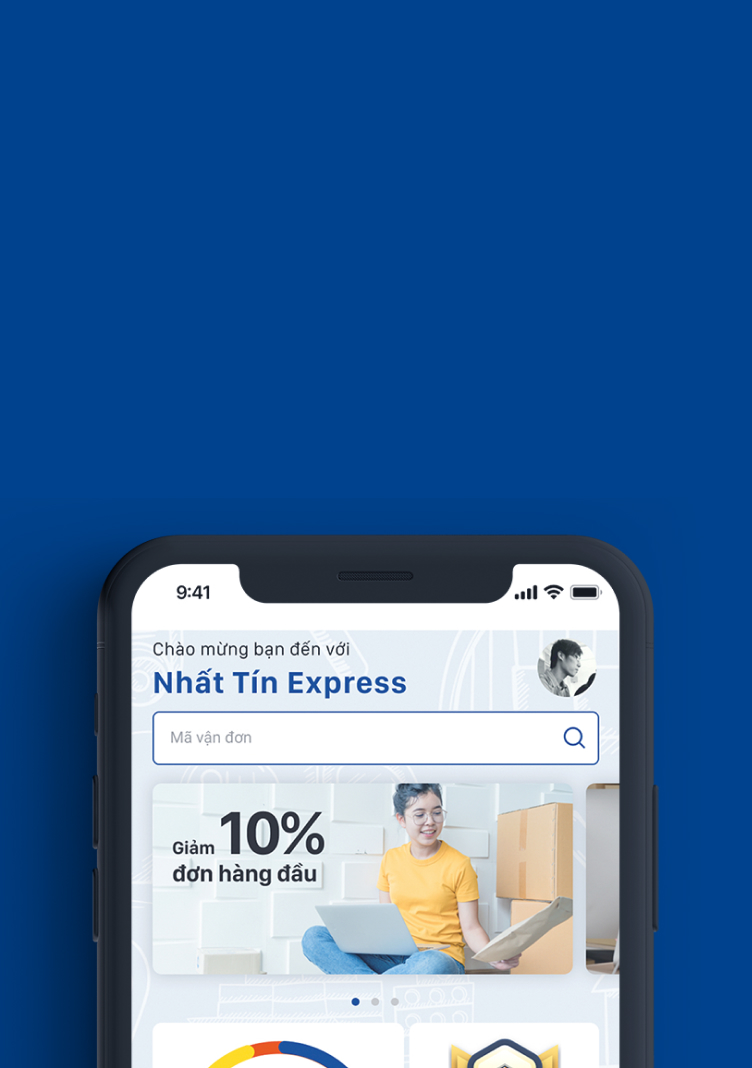 9:41
Chào mừng bạn đến với
Nhất Tín Express
Mã vận đơn
Giảm 10%
đơn hàng đầu